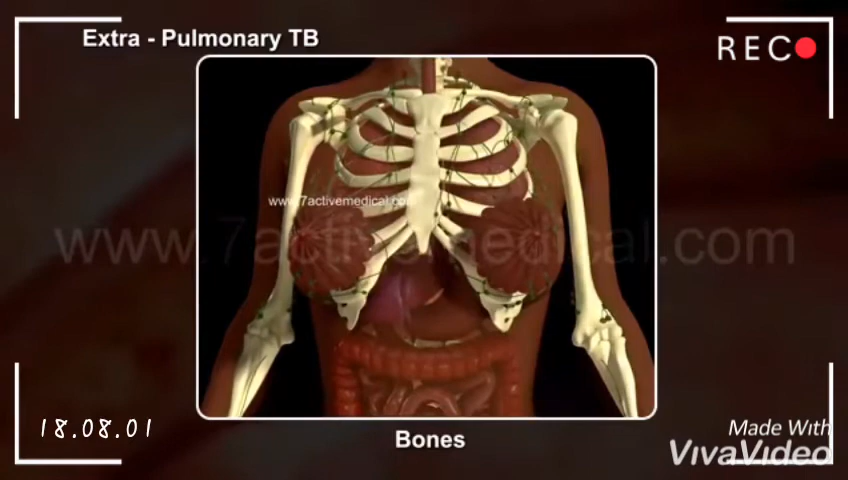 Extra - Pulmonary TB
REC
www.7activemedical.com
www.7activemedical.com
18.08.01
Bones
Made With
VivaVideo